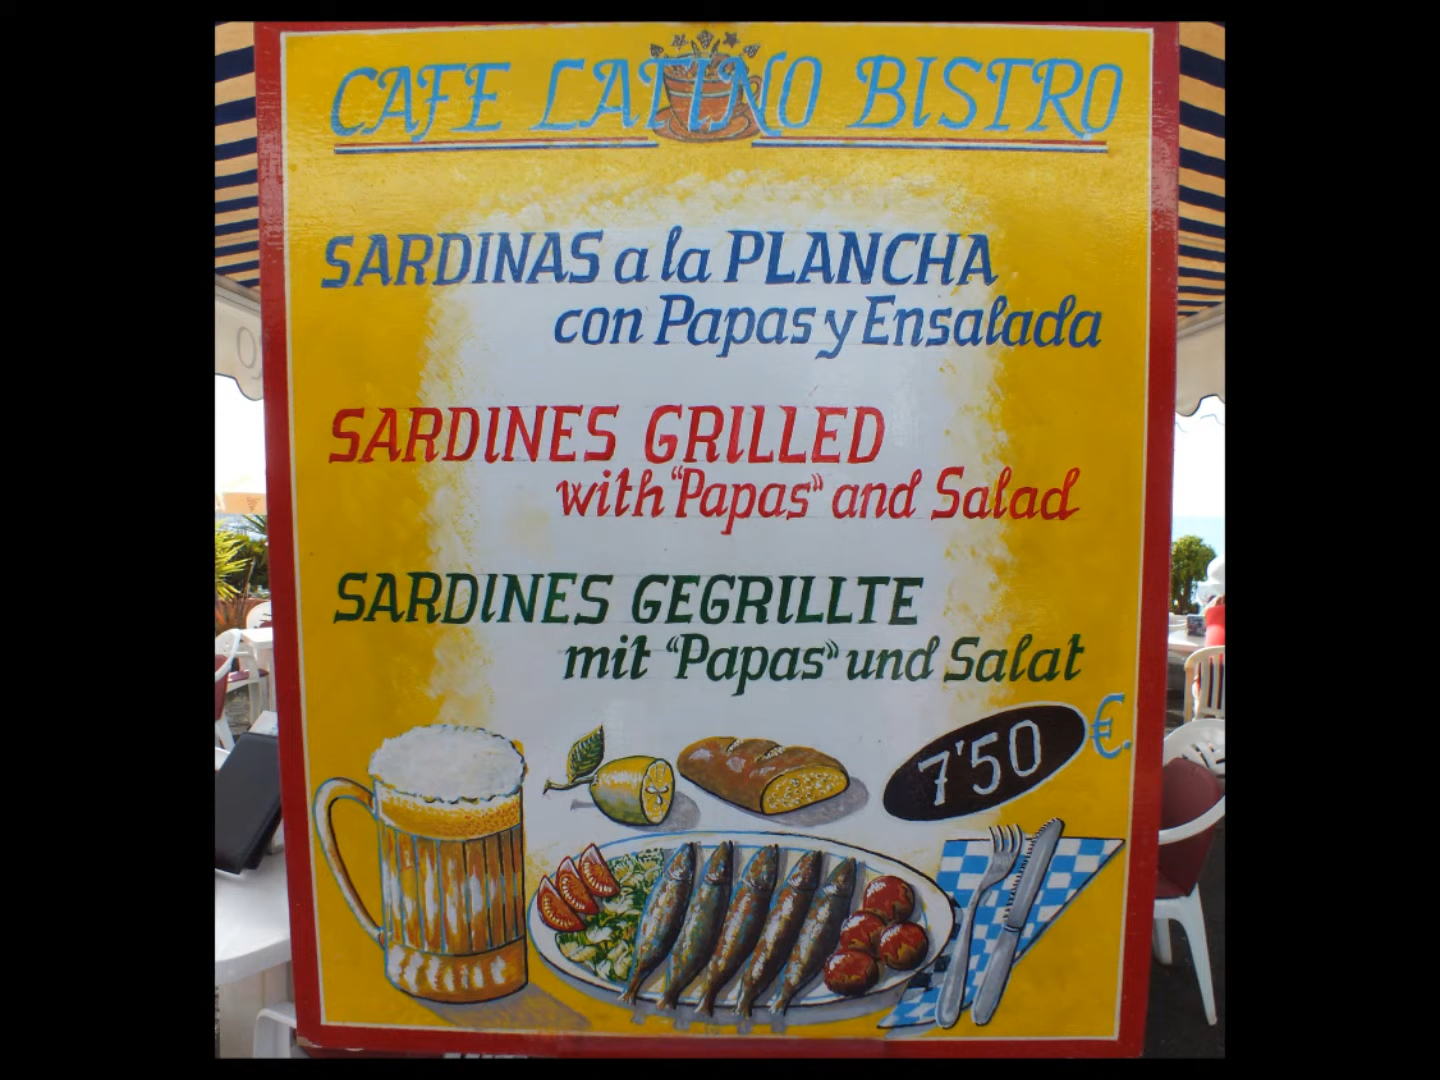 CAFE LATINO BISTRO
SARDINAS a la PLANCHA
con Papas y Ensalada
SARDINES GRILLED
with "Papas" and Salad
SARDINES GEGRILLTE
mit "Papas" und Salat
7'50 €.